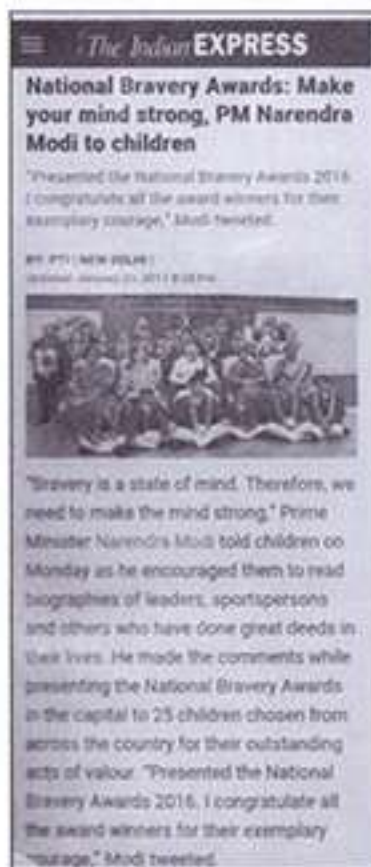 The Indian EXPRESS
National Bravery Awards: Make
your mind strong, PM Narendra
Modi to children
"Presented the National Bravery Awards 2016.
I congratulate all the award winners for their
exemplary courage," Modi tweeted.
BY: PTI | NEW DELHI |
Updated: January 23, 2017
"Bravery is a state of mind. Therefore, we
need to make the mind strong," Prime
Minister Narendra Modi told children on
Monday as he encouraged them to read
biographies of leaders, sportspersons
and others who have done great deeds in
their lives. He made the comments while
presenting the National Bravery Awards
in the capital to 25 children chosen from
across the country for their outstanding
acts of valour. "Presented the National
Bravery Awards 2016. I congratulate all
the award winners for their exemplary
courage," Modi tweeted.